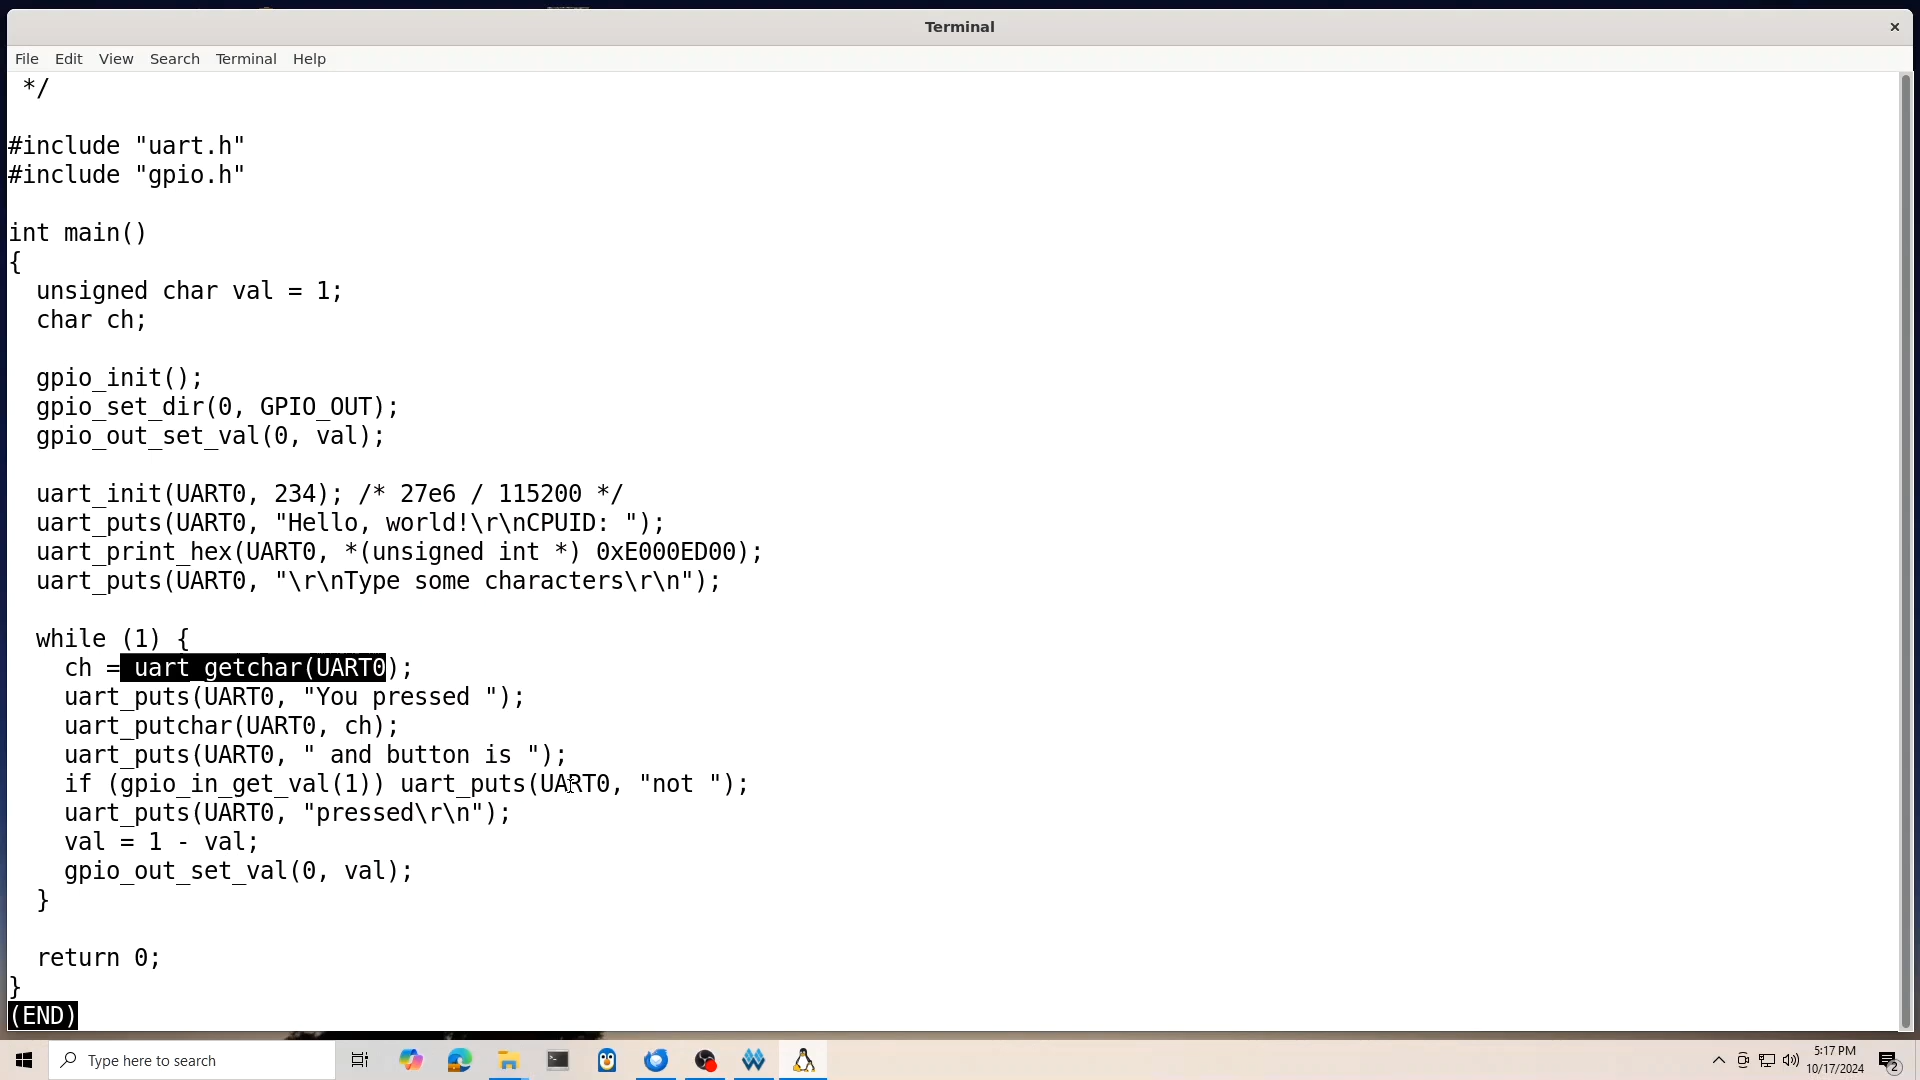 Terminal
File Edit View Search Terminal Help
 */

#include "uart.h"
#include "gpio.h"

int main()
{
  unsigned char val = 1;
  char ch;

  gpio_init();
  gpio_set_dir(0, GPIO_OUT);
  gpio_out_set_val(0, val);

  uart_init(UART0, 234); /* 27e6 / 115200 */
  uart_puts(UART0, "Hello, world!\r\nCPUID: ");
  uart_print_hex(UART0, *(unsigned int *) 0xE000ED00);
  uart_puts(UART0, "\r\nType some characters\r\n");

  while (1) {
    ch = uart_getchar(UART0);
    uart_puts(UART0, "You pressed ");
    uart_putchar(UART0, ch);
    uart_puts(UART0, " and button is ");
    if (gpio_in_get_val(1)) uart_puts(UART0, "not ");
    uart_puts(UART0, "pressed\r\n");
    val = 1 - val;
    gpio_out_set_val(0, val);
  }

  return 0;
}
(END)
Type here to search
5:17 PM
10/17/2024
2